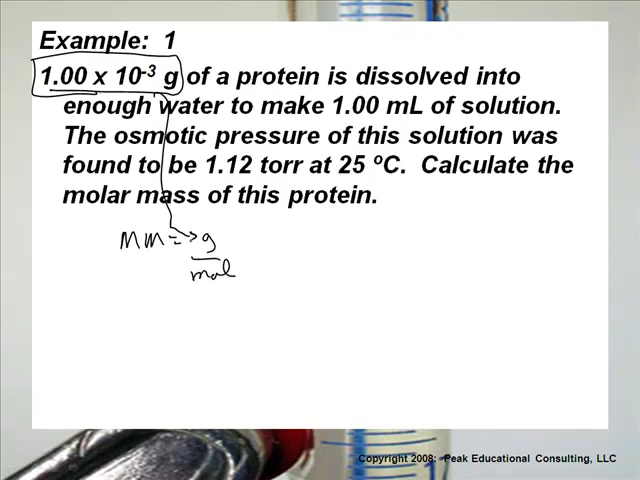 Example: 1
1.00 x 10⁻³ g of a protein is dissolved into
enough water to make 1.00 mL of solution.
The osmotic pressure of this solution was
found to be 1.12 torr at 25 ºC. Calculate the
molar mass of this protein.
MM = g
mol
Copyright 2008: Peak Educational Consulting, LLC